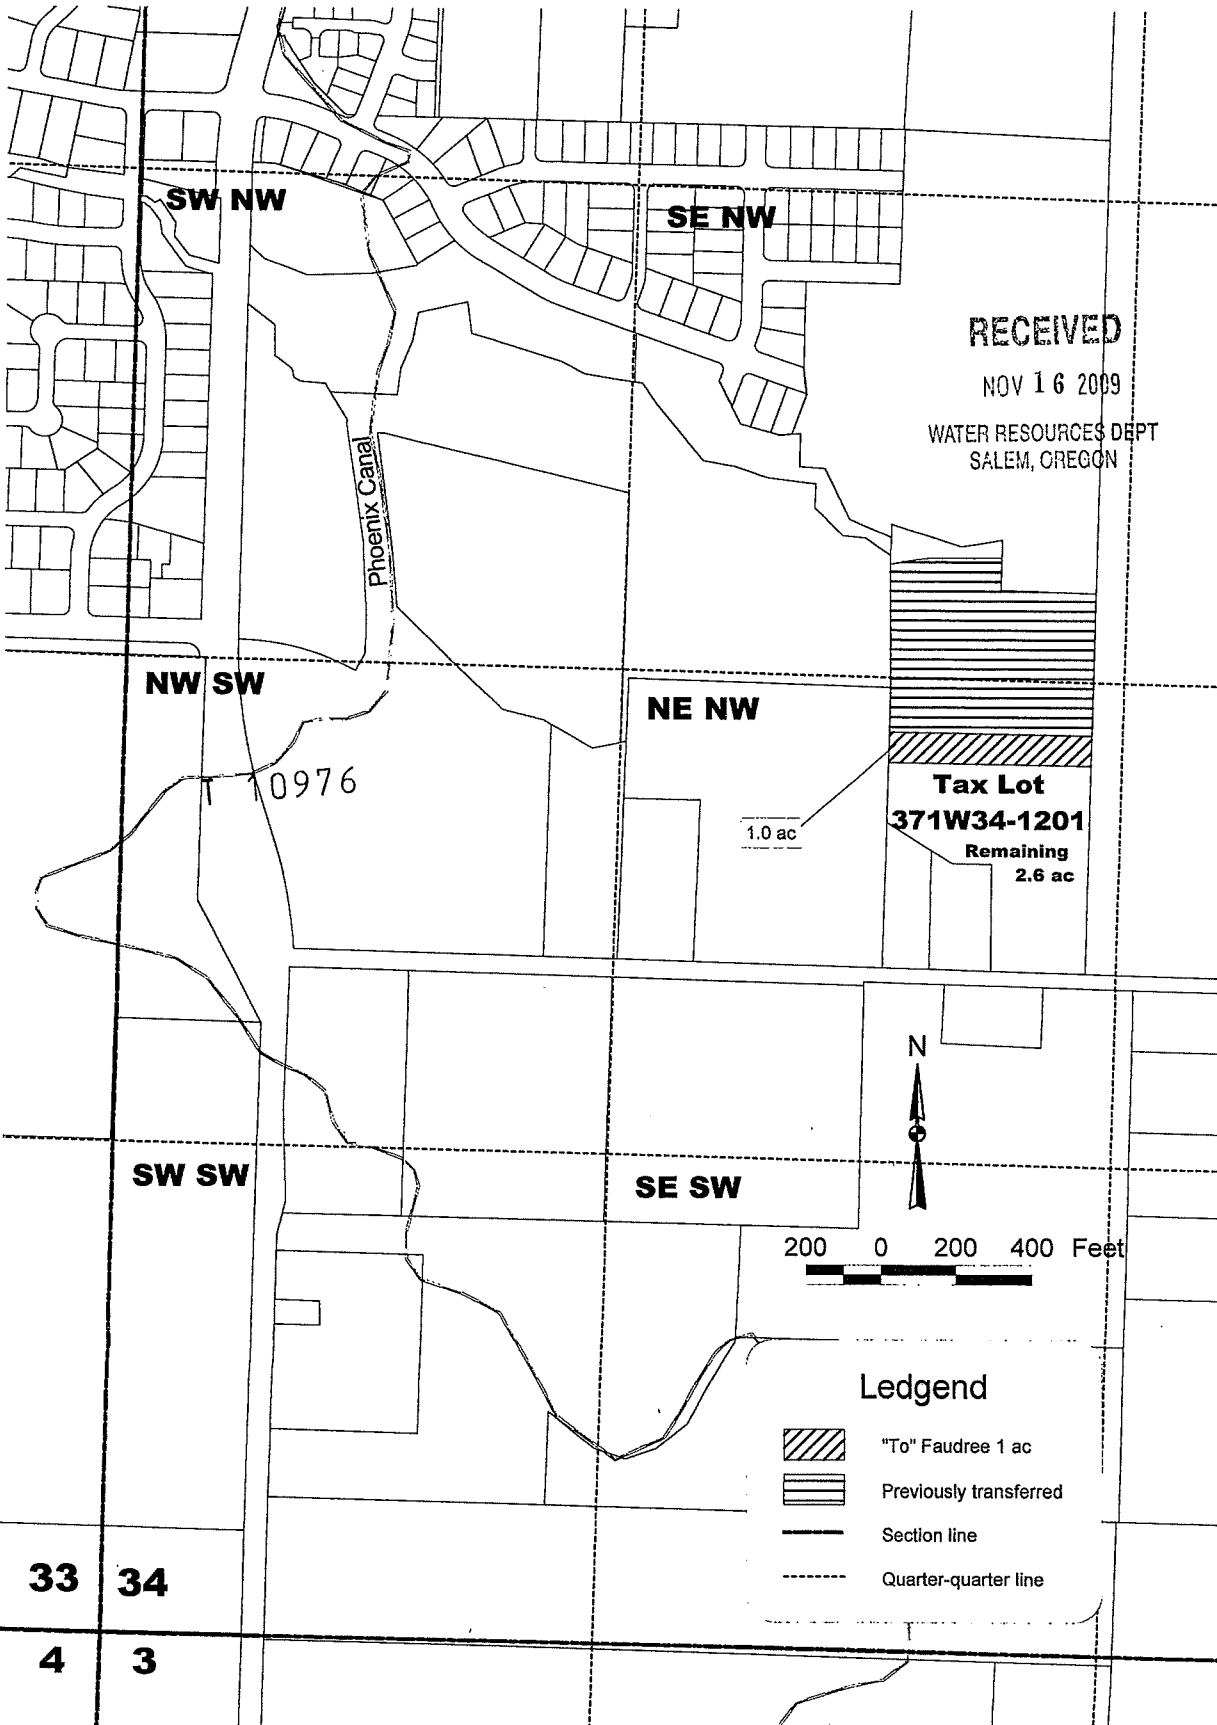 SW NW
SE NW
RECEIVED
NOV 16 2009
WATER RESOURCES DEPT
SALEM, OREGON
Phoenix Canal
NW SW
NE NW
T 10976
1.0 ac
Tax Lot
371W34-1201
Remaining
2.6 ac
N
SW SW
SE SW
200 0 200 400 Feet
Ledgend
"To" Faudree 1 ac
Previously transferred
Section line
Quarter-quarter line
33 34
4 3